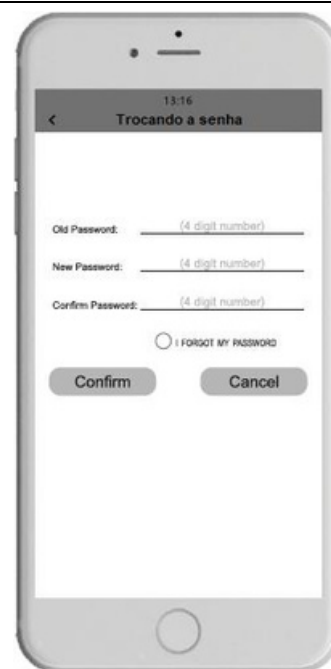 13:16
< Trocando a senha
Old Password: (4 digit number)
New Password: (4 digit number)
Confirm Password: (4 digit number)
I FORGOT MY PASSWORD
Confirm Cancel